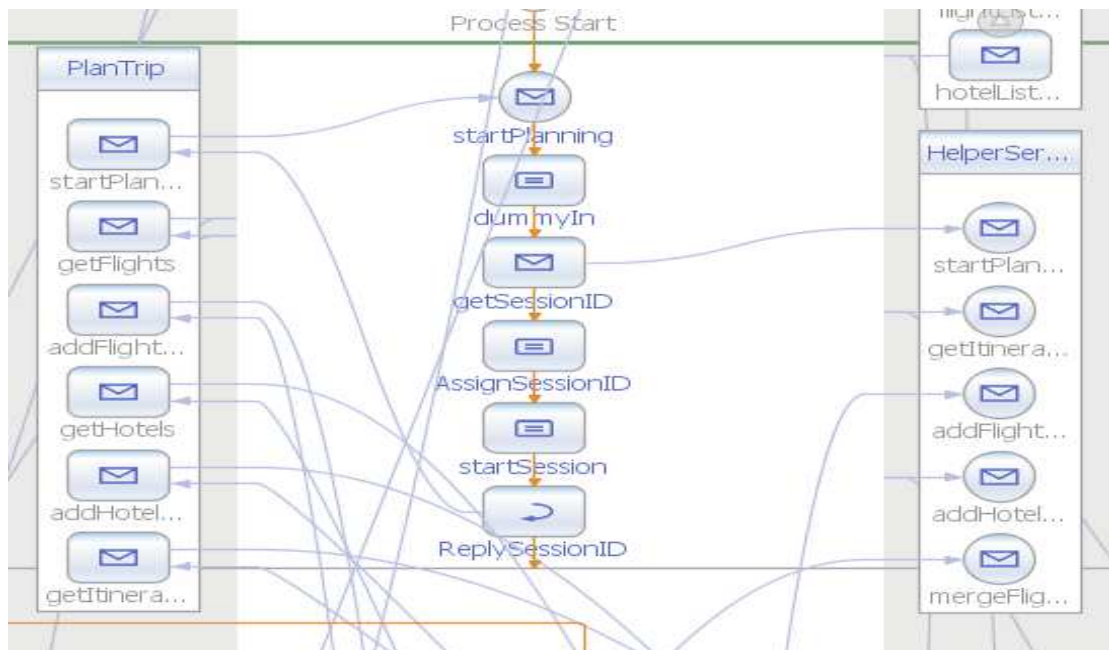 Process Start
PlanTrip
startPlan...
getFlights
addFlight...
getHotels
addHotel...
getItinera...
startPlanning
dummyIn
getSessionID
AssignSessionID
startSession
ReplySessionID
flightList...
hotelList...
HelperSer...
startPlan...
getItinera...
addFlight...
addHotel...
mergeFlig...